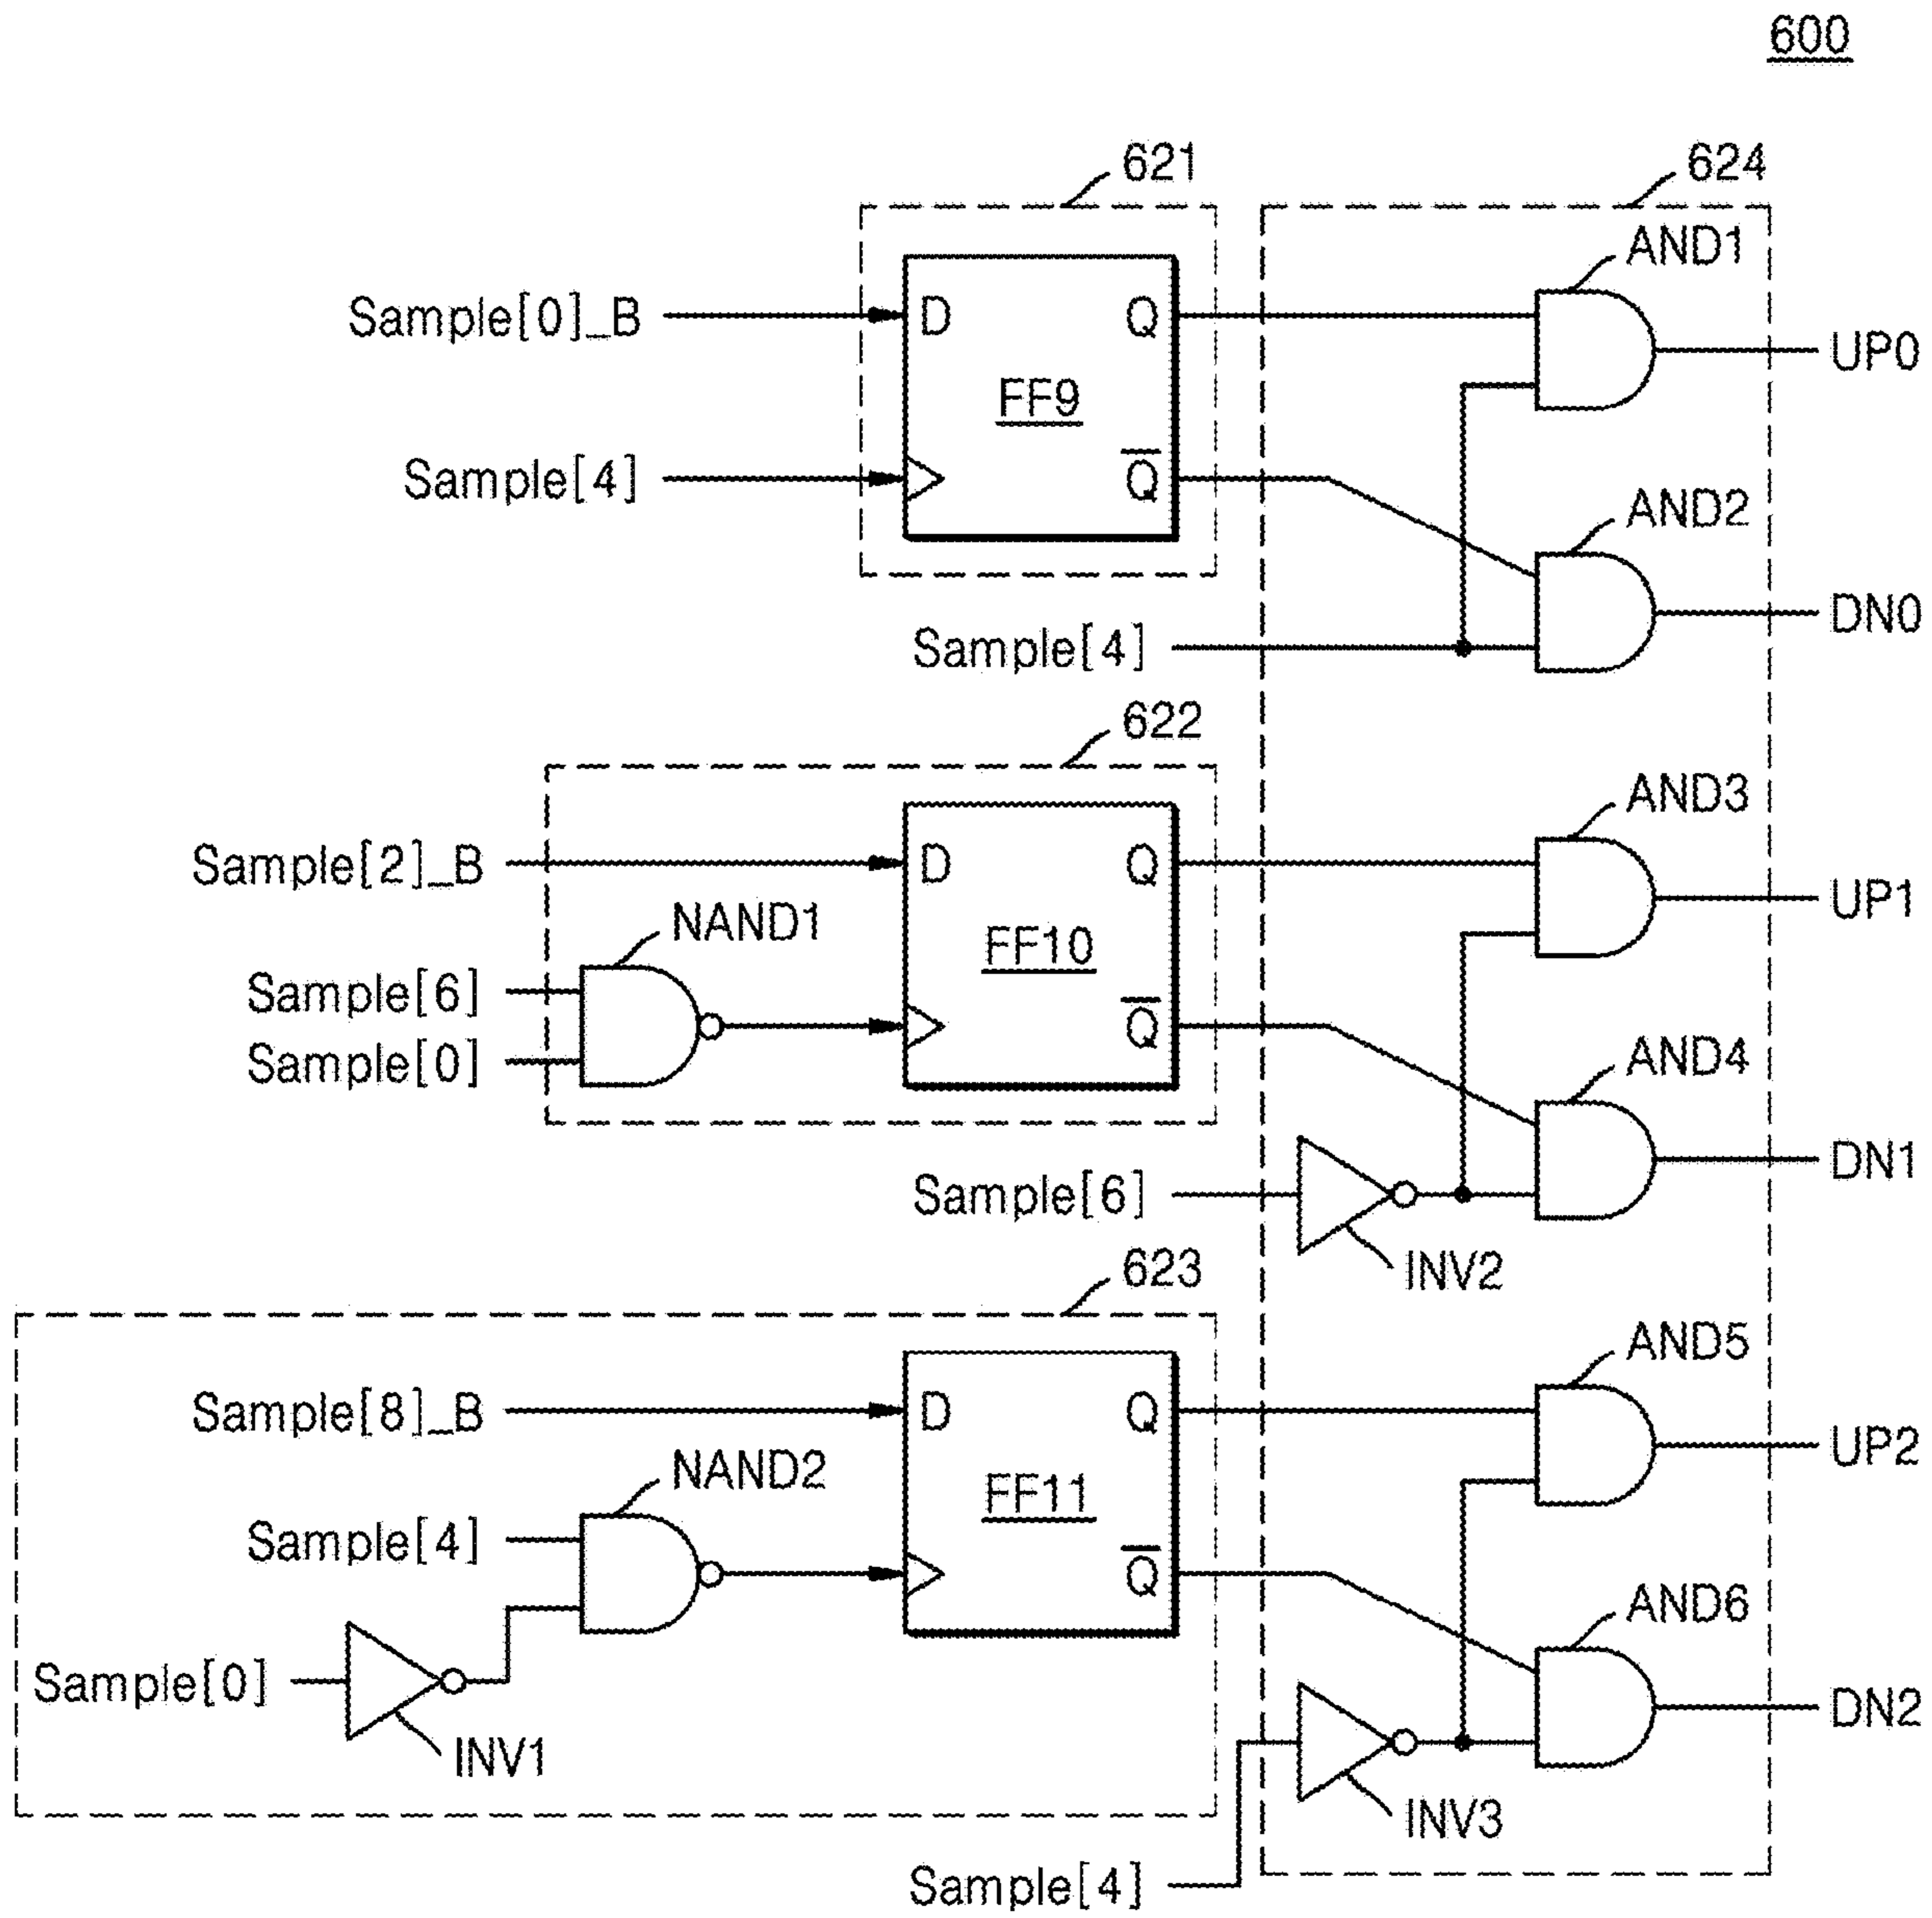 600
621
624
AND1
Sample[0]_B
D
Q
UP0
FF9
Sample[4]
Q
AND2
DN0
Sample[4]
622
AND3
Sample[2]_B
D
Q
UP1
NAND1
FF10
Sample[6]
Q
Sample[0]
AND4
DN1
Sample[6]
INV2
623
AND5
Sample[8]_B
D
Q
UP2
NAND2
FF11
Sample[4]
Q
AND6
Sample[0]
DN2
INV1
INV3
Sample[4]